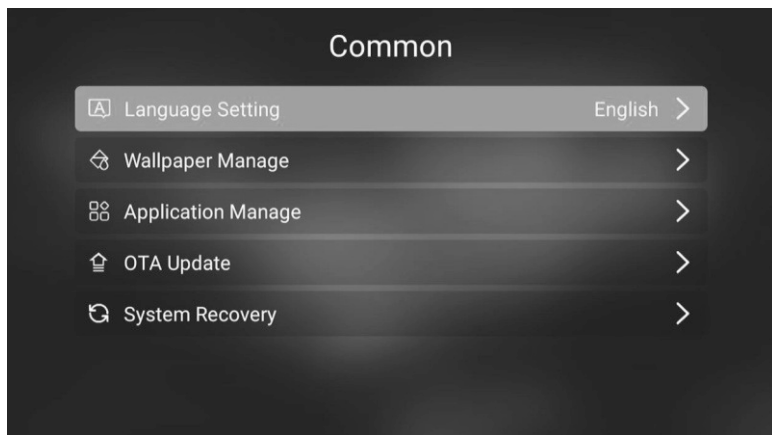 Common
Language Setting English
Wallpaper Manage
Application Manage
OTA Update
System Recovery